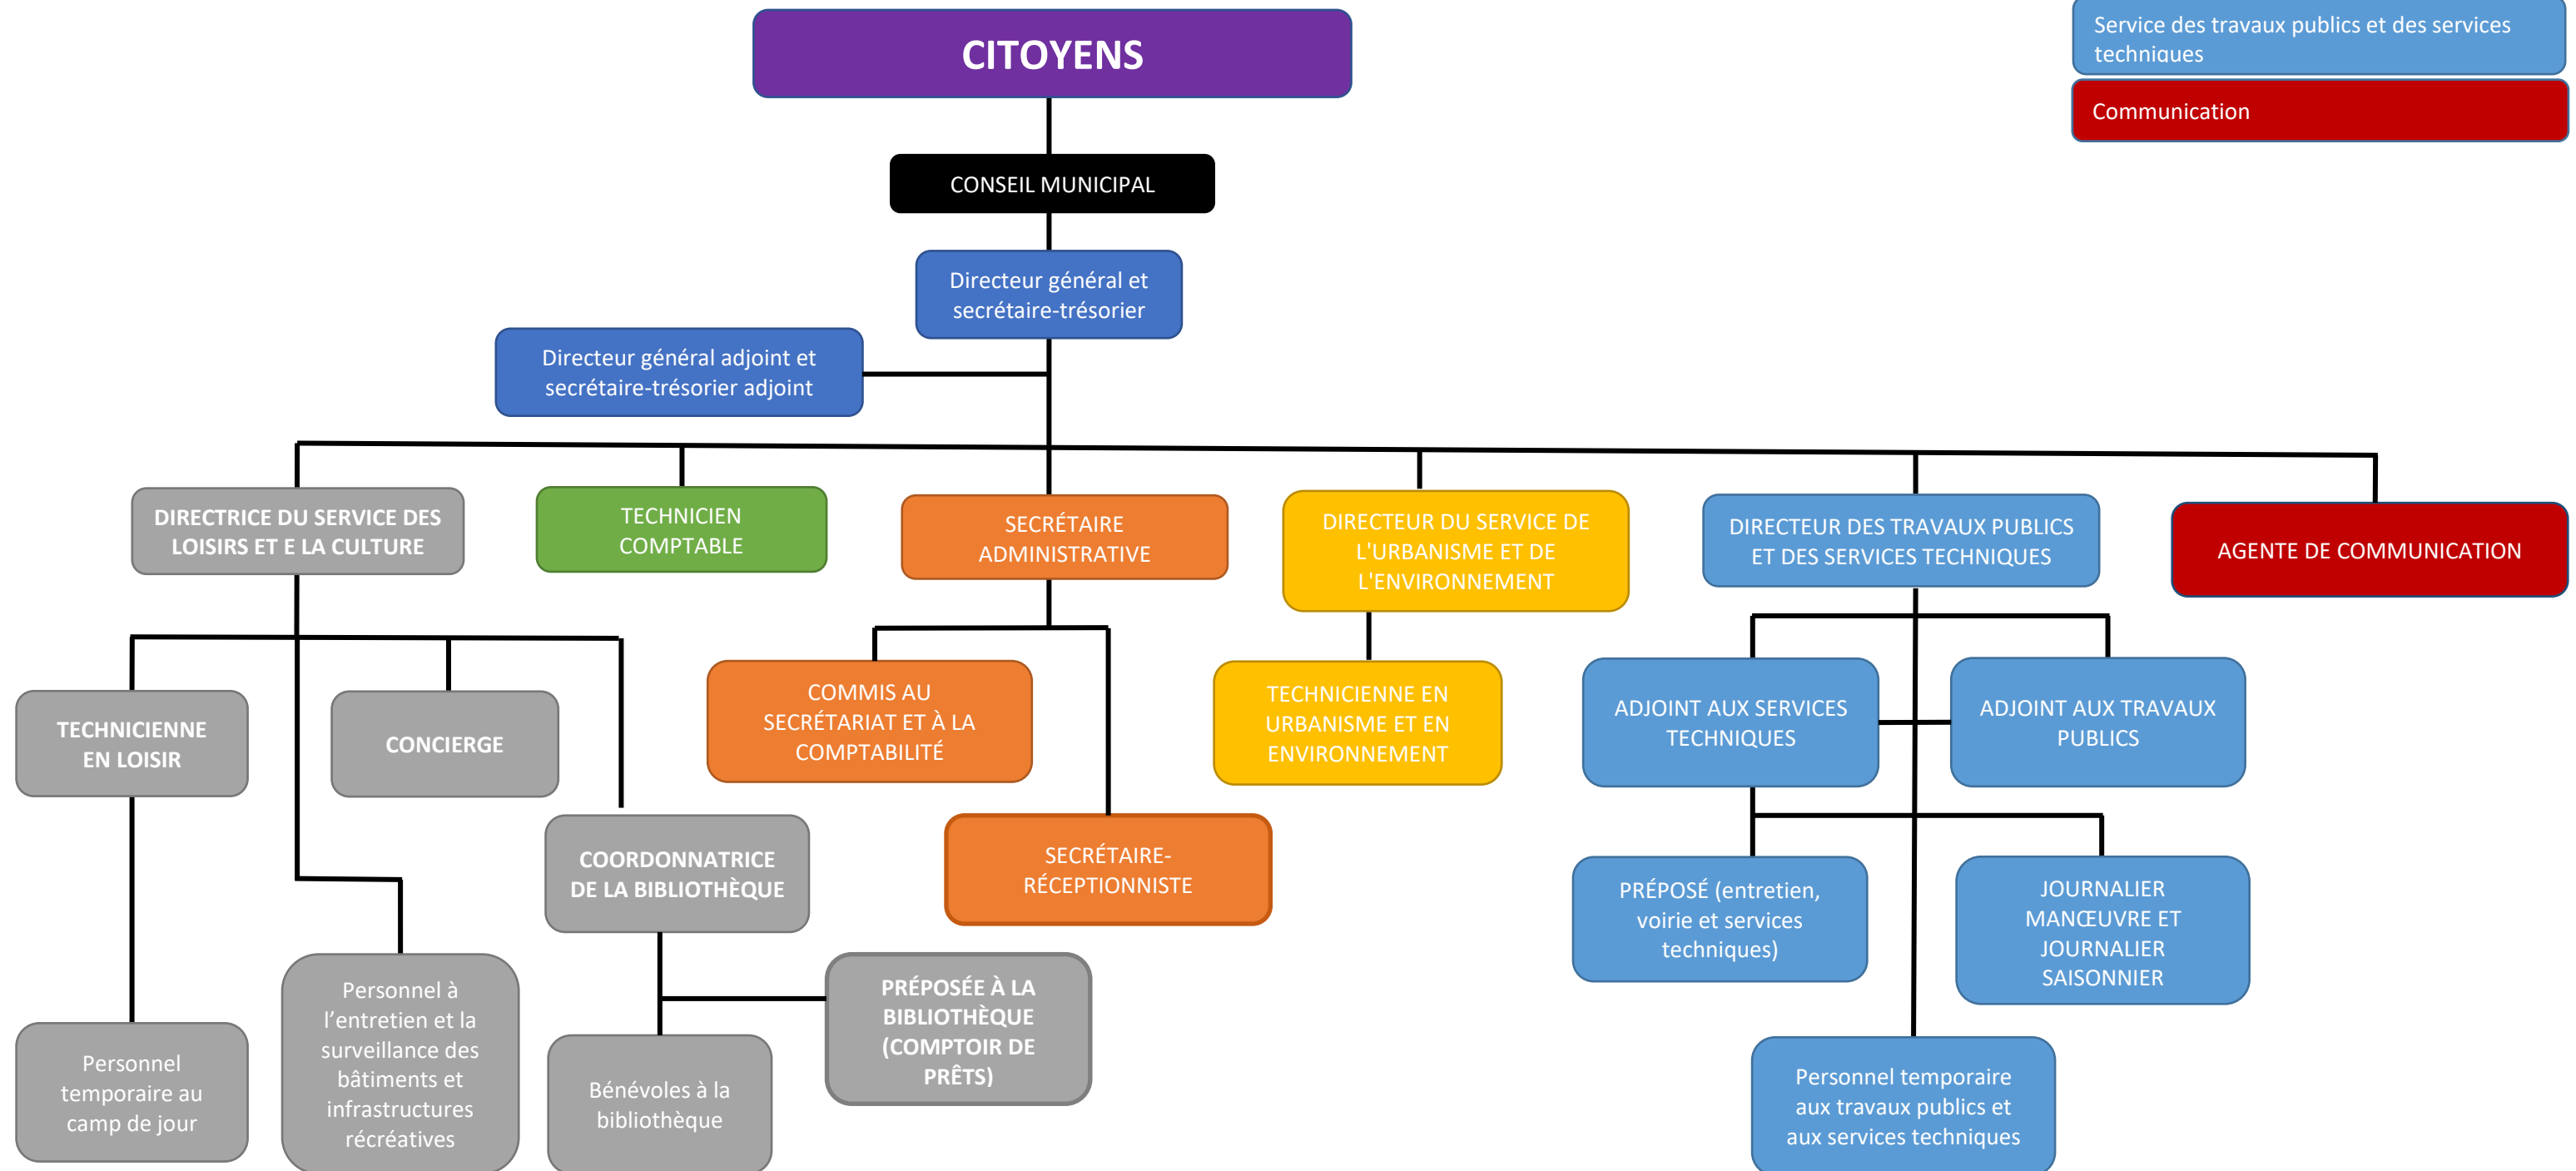 CITOYENS
Service des travaux publics et des services
techniques
Communication
CONSEIL MUNICIPAL
Directeur général et
secrétaire-trésorier
Directeur général adjoint et
secrétaire-trésorier adjoint
DIRECTRICE DU SERVICE DES
LOISIRS ET E LA CULTURE
TECHNICIEN
COMPTABLE
SECRÉTAIRE
ADMINISTRATIVE
DIRECTEUR DU SERVICE DE
L'URBANISME ET DE
L'ENVIRONNEMENT
DIRECTEUR DES TRAVAUX PUBLICS
ET DES SERVICES TECHNIQUES
AGENTE DE COMMUNICATION
TECHNICIENNE
EN LOISIR
CONCIERGE
COMMIS AU
SECRÉTARIAT ET À LA
COMPTABILITÉ
TECHNICIENNE EN
URBANISME ET EN
ENVIRONNEMENT
ADJOINT AUX SERVICES
TECHNIQUES
ADJOINT AUX TRAVAUX
PUBLICS
COORDONNATRICE
DE LA BIBLIOTHÈQUE
SECRÉTAIRE-
RÉCEPTIONNISTE
PRÉPOSÉ (entretien,
voirie et services
techniques)
JOURNALIER
MANŒUVRE ET
JOURNALIER
SAISONNIER
Personnel
temporaire au
camp de jour
Personnel à
l’entretien et la
surveillance des
bâtiments et
infrastructures
récréatives
Bénévoles à la
bibliothèque
PRÉPOSÉE À LA
BIBLIOTHÈQUE
(COMPTOIR DE
PRÊTS)
Personnel temporaire
aux travaux publics et
aux services techniques